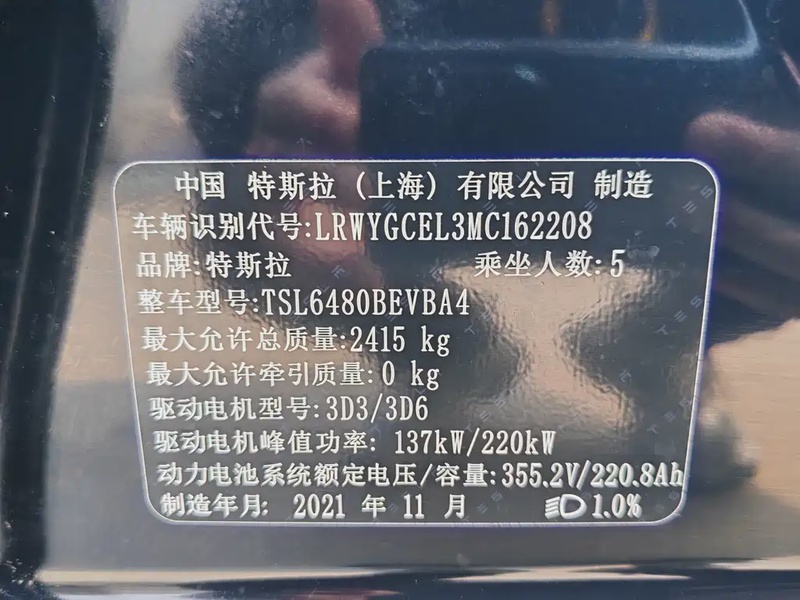 中国 特斯拉 (上海) 有限公司 制造
车辆识别代号:LRWYGCEL3MC162208
品牌:特斯拉 乘坐人数:5
整车型号:TSL6480BEVBA4
最大允许总质量:2415 kg
最大允许牵引质量:0 kg
驱动电机型号:3D3/3D6
驱动电机峰值功率: 137kW/220kW
动力电池系统额定电压/容量:355.2V/220.8Ah
制造年月: 2021 年 11 月 1.0%